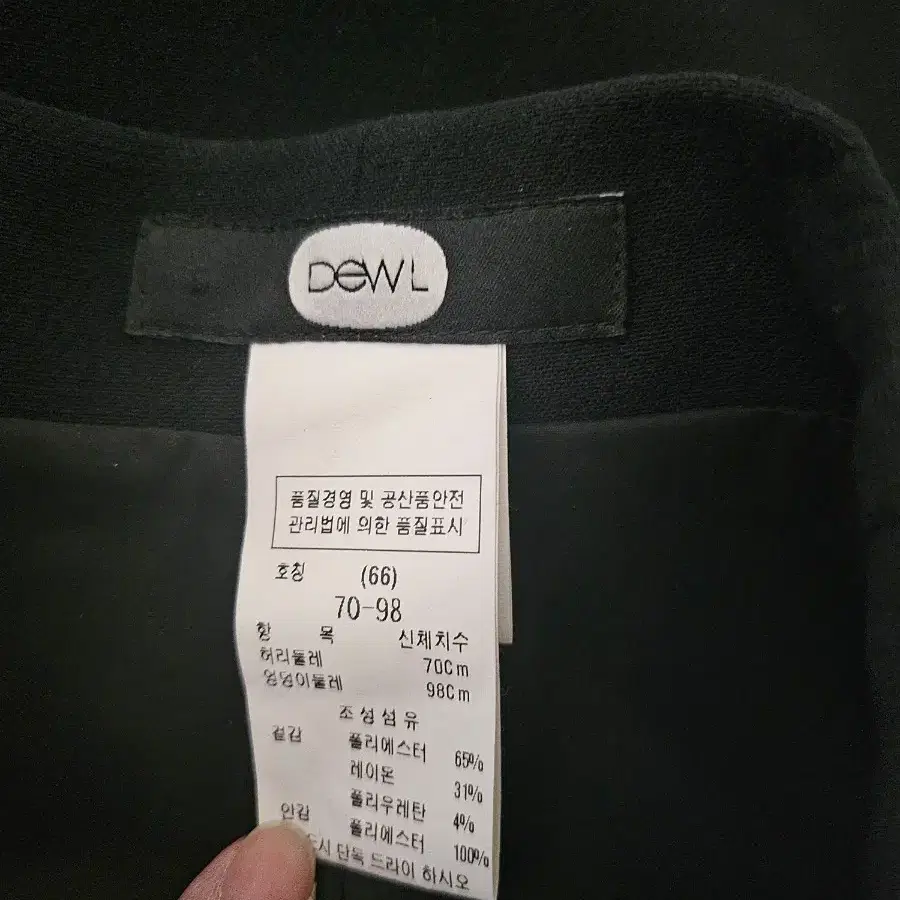 DeWL
품질경영 및 공산품안전
관리법에 의한 품질표시
호칭 (66)
70-98
항 목 신체치수
허리둘레 70Cm
엉덩이둘레 98Cm
조성섬유
겉감 폴리에스터 65%
레이온 31%
폴리우레탄 4%
안감 폴리에스터 100%
단독 드라이 하시오